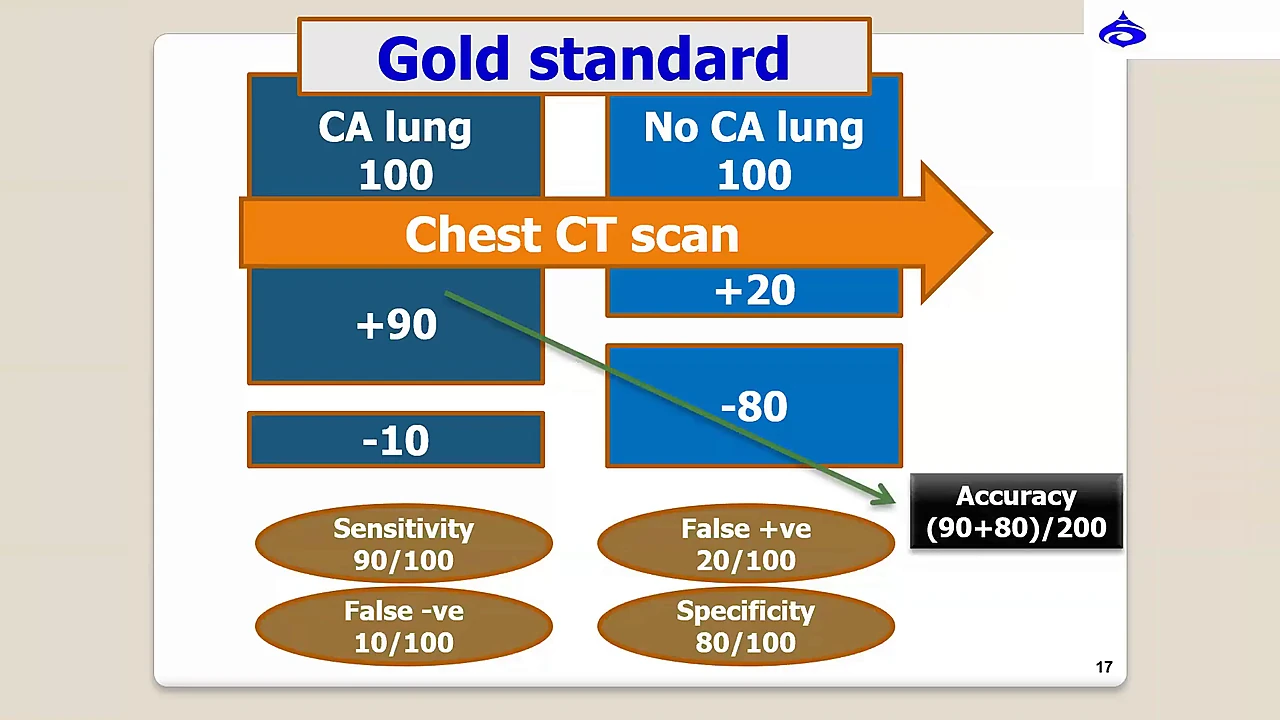 Gold standard
CA lung
100
No CA lung
100
Chest CT scan
+90
-10
+20
-80
Accuracy
(90+80)/200
Sensitivity
90/100
False +ve
20/100
False -ve
10/100
Specificity
80/100
17